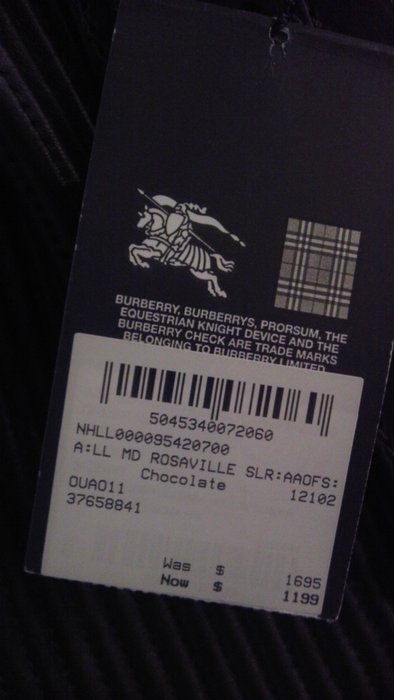 BURBERRY, BURBERRYS, PRORSUM, THE
EQUESTRIAN KNIGHT DEVICE AND THE
BURBERRY CHECK ARE TRADE MARKS
BELONGING TO BURBERRY LIMITED
5045340072060
NHLL000095420700
A:LL MD ROSAVILLE SLR:AAOFS:
Chocolate 12102
OUAO11
37658841
Was $ 1695
Now $ 1199